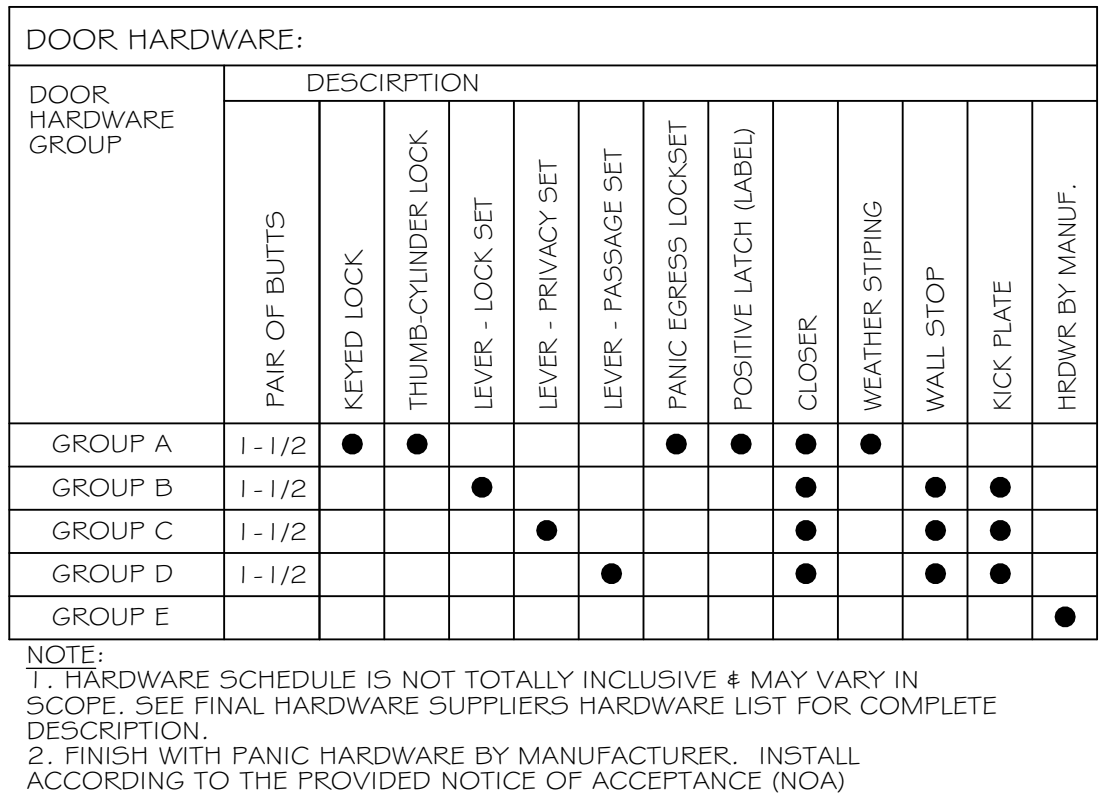 DOOR HARDWARE:
DOOR
HARDWARE
GROUP
DESCIRPTION
PAIR OF BUTTS
KEYED LOCK
THUMB-CYLINDER LOCK
LEVER - LOCK SET
LEVER - PRIVACY SET
LEVER - PASSAGE SET
PANIC EGRESS LOCKSET
POSITIVE LATCH (LABEL)
CLOSER
WEATHER STIPING
WALL STOP
KICK PLATE
HRDWR BY MANUF.
GROUP A 1-1/2 ● ● ● ● ● ●
GROUP B 1-1/2 ● ● ● ●
GROUP C 1-1/2 ● ● ● ●
GROUP D 1-1/2 ● ● ● ●
GROUP E ●
NOTE:
1. HARDWARE SCHEDULE IS NOT TOTALLY INCLUSIVE & MAY VARY IN
SCOPE. SEE FINAL HARDWARE SUPPLIERS HARDWARE LIST FOR COMPLETE
DESCRIPTION.
2. FINISH WITH PANIC HARDWARE BY MANUFACTURER. INSTALL
ACCORDING TO THE PROVIDED NOTICE OF ACCEPTANCE (NOA)